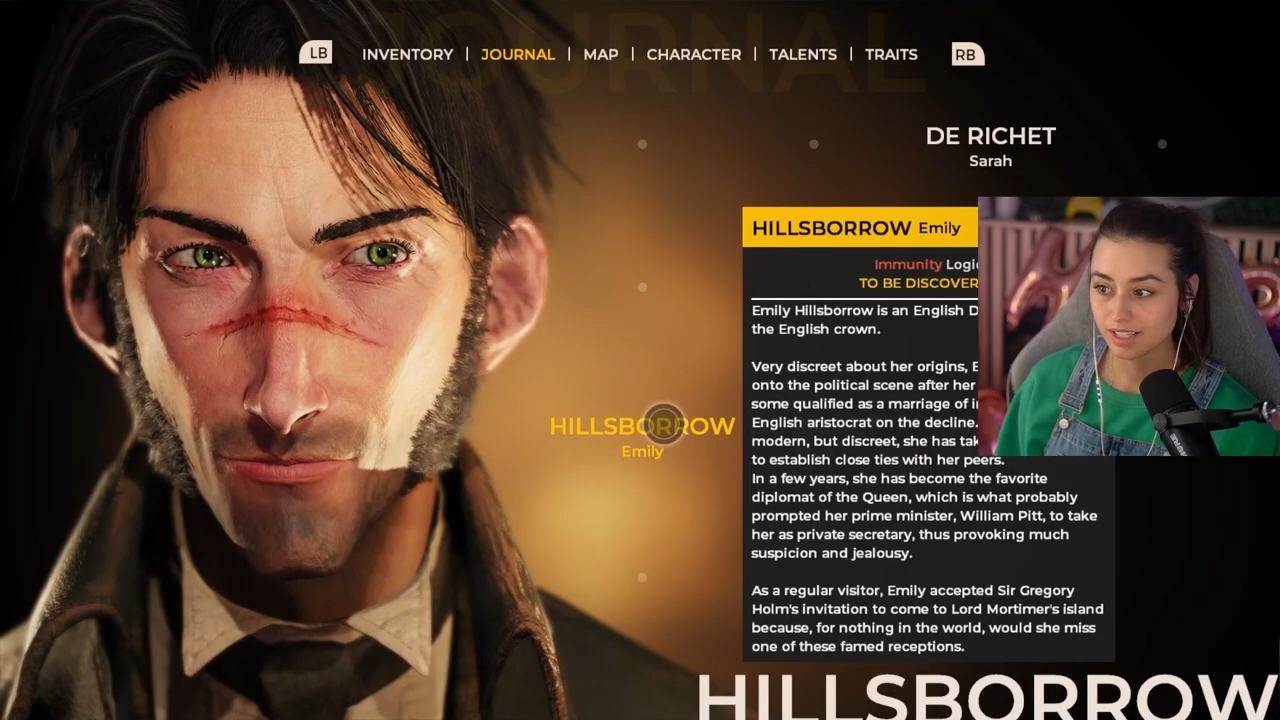 JOURNAL
LB INVENTORY | JOURNAL | MAP | CHARACTER | TALENTS | TRAITS RB
DE RICHET
Sarah
HILLSBORROW Emily
Immunity Logi
TO BE DISCOVER
Emily Hillsborrow is an English D
the English crown.
Very discreet about her origins, E
onto the political scene after her
some qualified as a marriage of i
English aristocrat on the decline.
modern, but discreet, she has tak
to establish close ties with her peers.
In a few years, she has become the favorite
diplomat of the Queen, which is what probably
prompted her prime minister, William Pitt, to take
her as private secretary, thus provoking much
suspicion and jealousy.
As a regular visitor, Emily accepted Sir Gregory
Holm's invitation to come to Lord Mortimer's island
because, for nothing in the world, would she miss
one of these famed receptions.
HILLSBORROW
Emily
HILLSBORROW